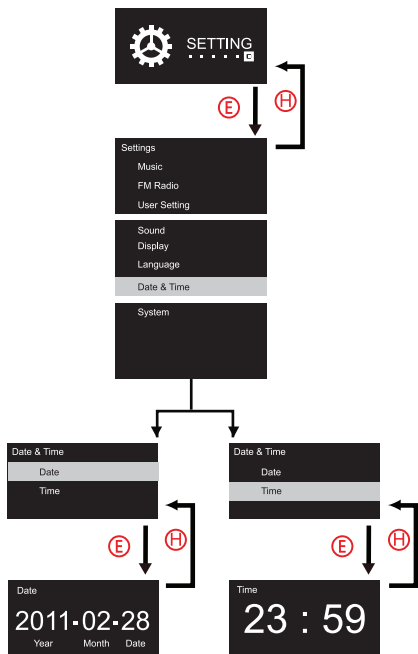 SETTING
C
E
H
Settings
Music
FM Radio
User Setting
Sound
Display
Language
Date & Time
System
Date & Time
Date
Time
E
H
Date
2011-02-28
Year Month Date
Date & Time
Date
Time
E
H
Time
23 : 59